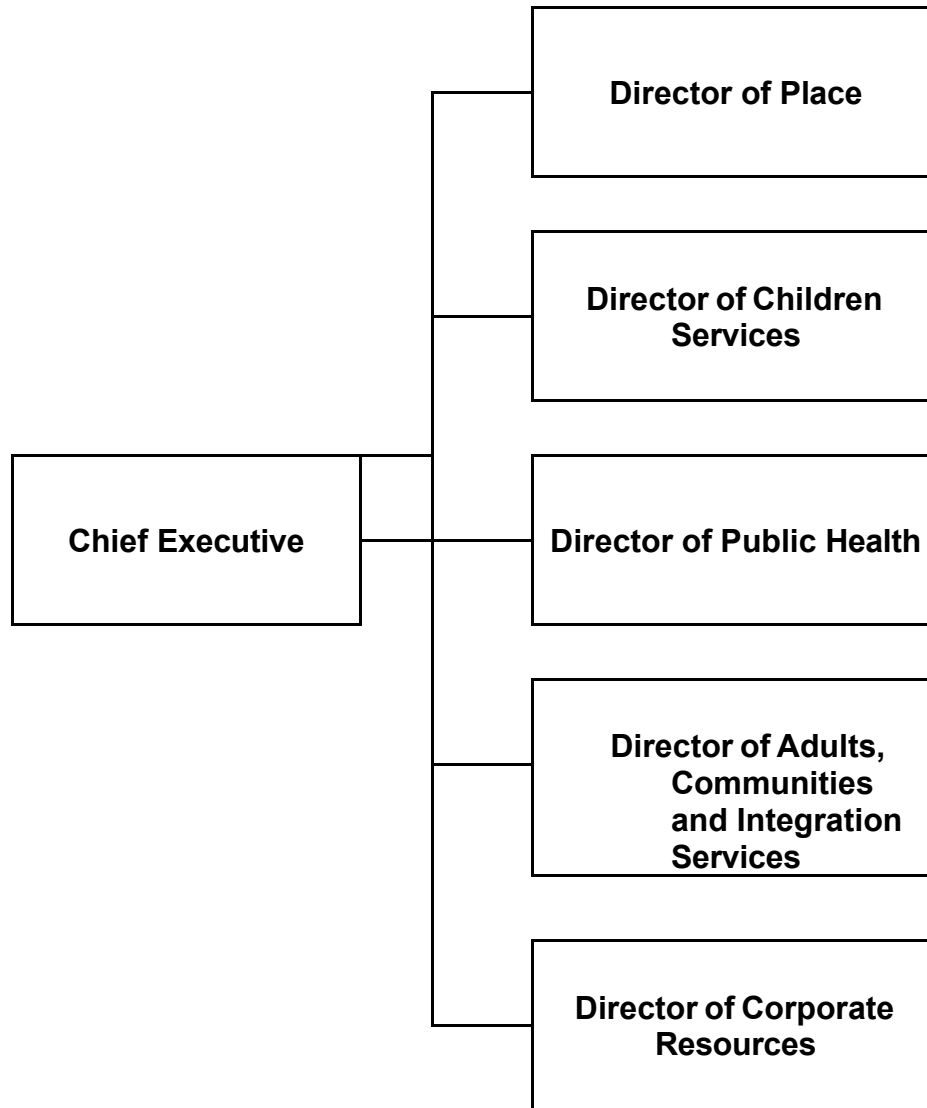 Director of Place
Director of Children
Services
Chief Executive
Director of Public Health
Director of Adults,
Communities
and Integration
Services
Director of Corporate
Resources